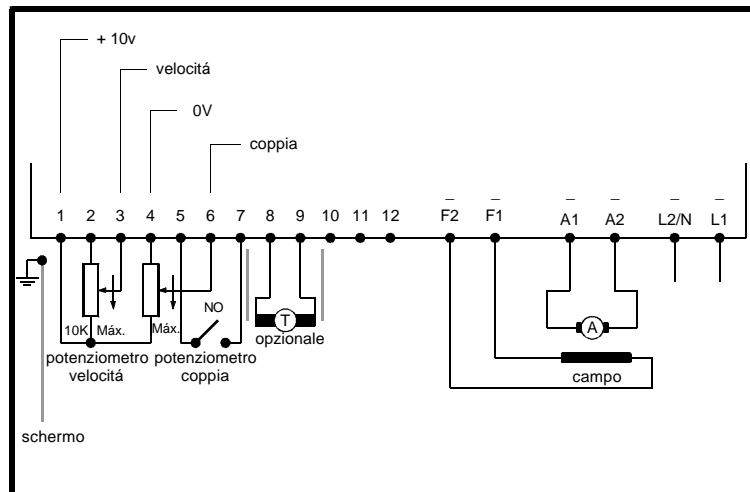 + 10v
velocitá
0V
coppia
1 2 3 4 5 6 7 8 9 10 11 12 F2 F1 A1 A2 L2/N L1
NO
T
A
10K Máx. Máx.
opzionale
potenziometro velocitá
potenziometro coppia
campo
schermo